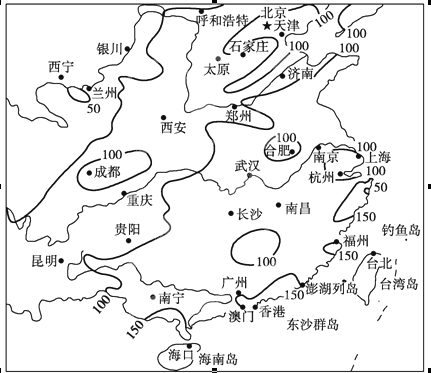 呼和浩特
北京
天津
100
银川
石家庄
100
100
太原
西宁
济南
兰州
50
郑州
西安
100
合肥
100
成都
南京
100
上海
武汉
杭州
100
50
重庆
长沙
南昌
150
贵阳
钓鱼岛
福州
昆明
100
150
台北
广州
台湾岛
100
南宁
150
澎湖列岛
150
澳门
香港
东沙群岛
海口
海南岛